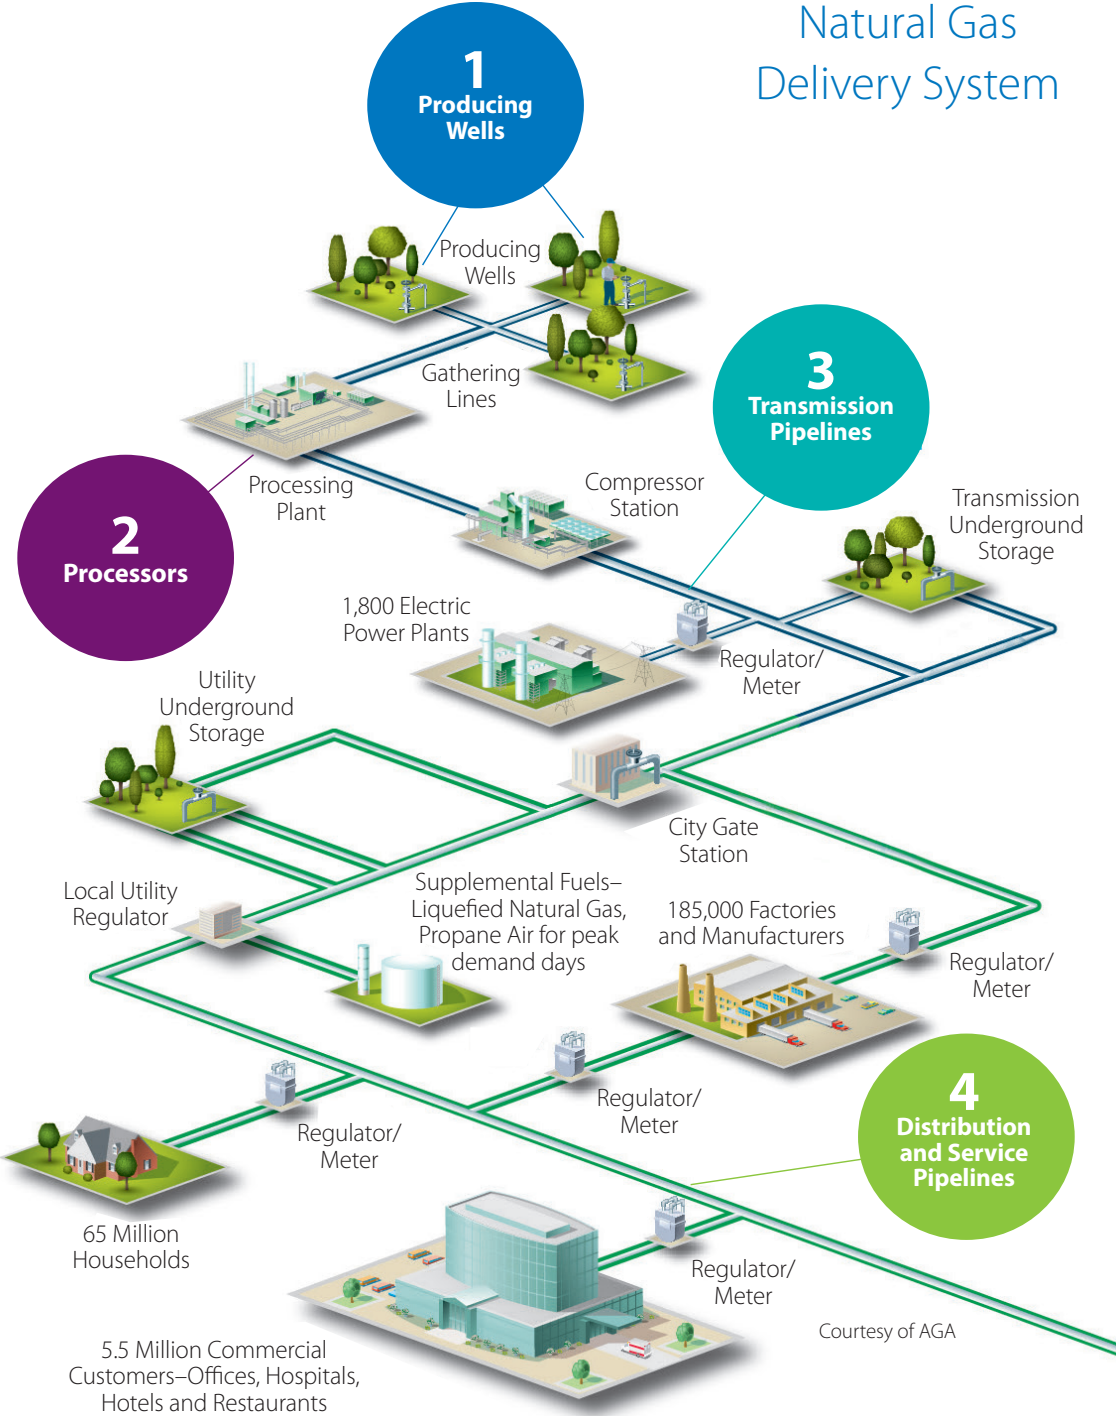 Natural Gas
Delivery System
1
Producing
Wells
Producing
Wells
Gathering
Lines
3
Transmission
Pipelines
2
Processors
Processing
Plant
Compressor
Station
Transmission
Underground
Storage
1,800 Electric
Power Plants
Regulator/
Meter
Utility
Underground
Storage
City Gate
Station
Local Utility
Regulator
Supplemental Fuels–
Liquefied Natural Gas,
Propane Air for peak
demand days
185,000 Factories
and Manufacturers
Regulator/
Meter
Regulator/
Meter
4
Distribution
and Service
Pipelines
Regulator/
Meter
65 Million
Households
Regulator/
Meter
Courtesy of AGA
5.5 Million Commercial
Customers–Offices, Hospitals,
Hotels and Restaurants